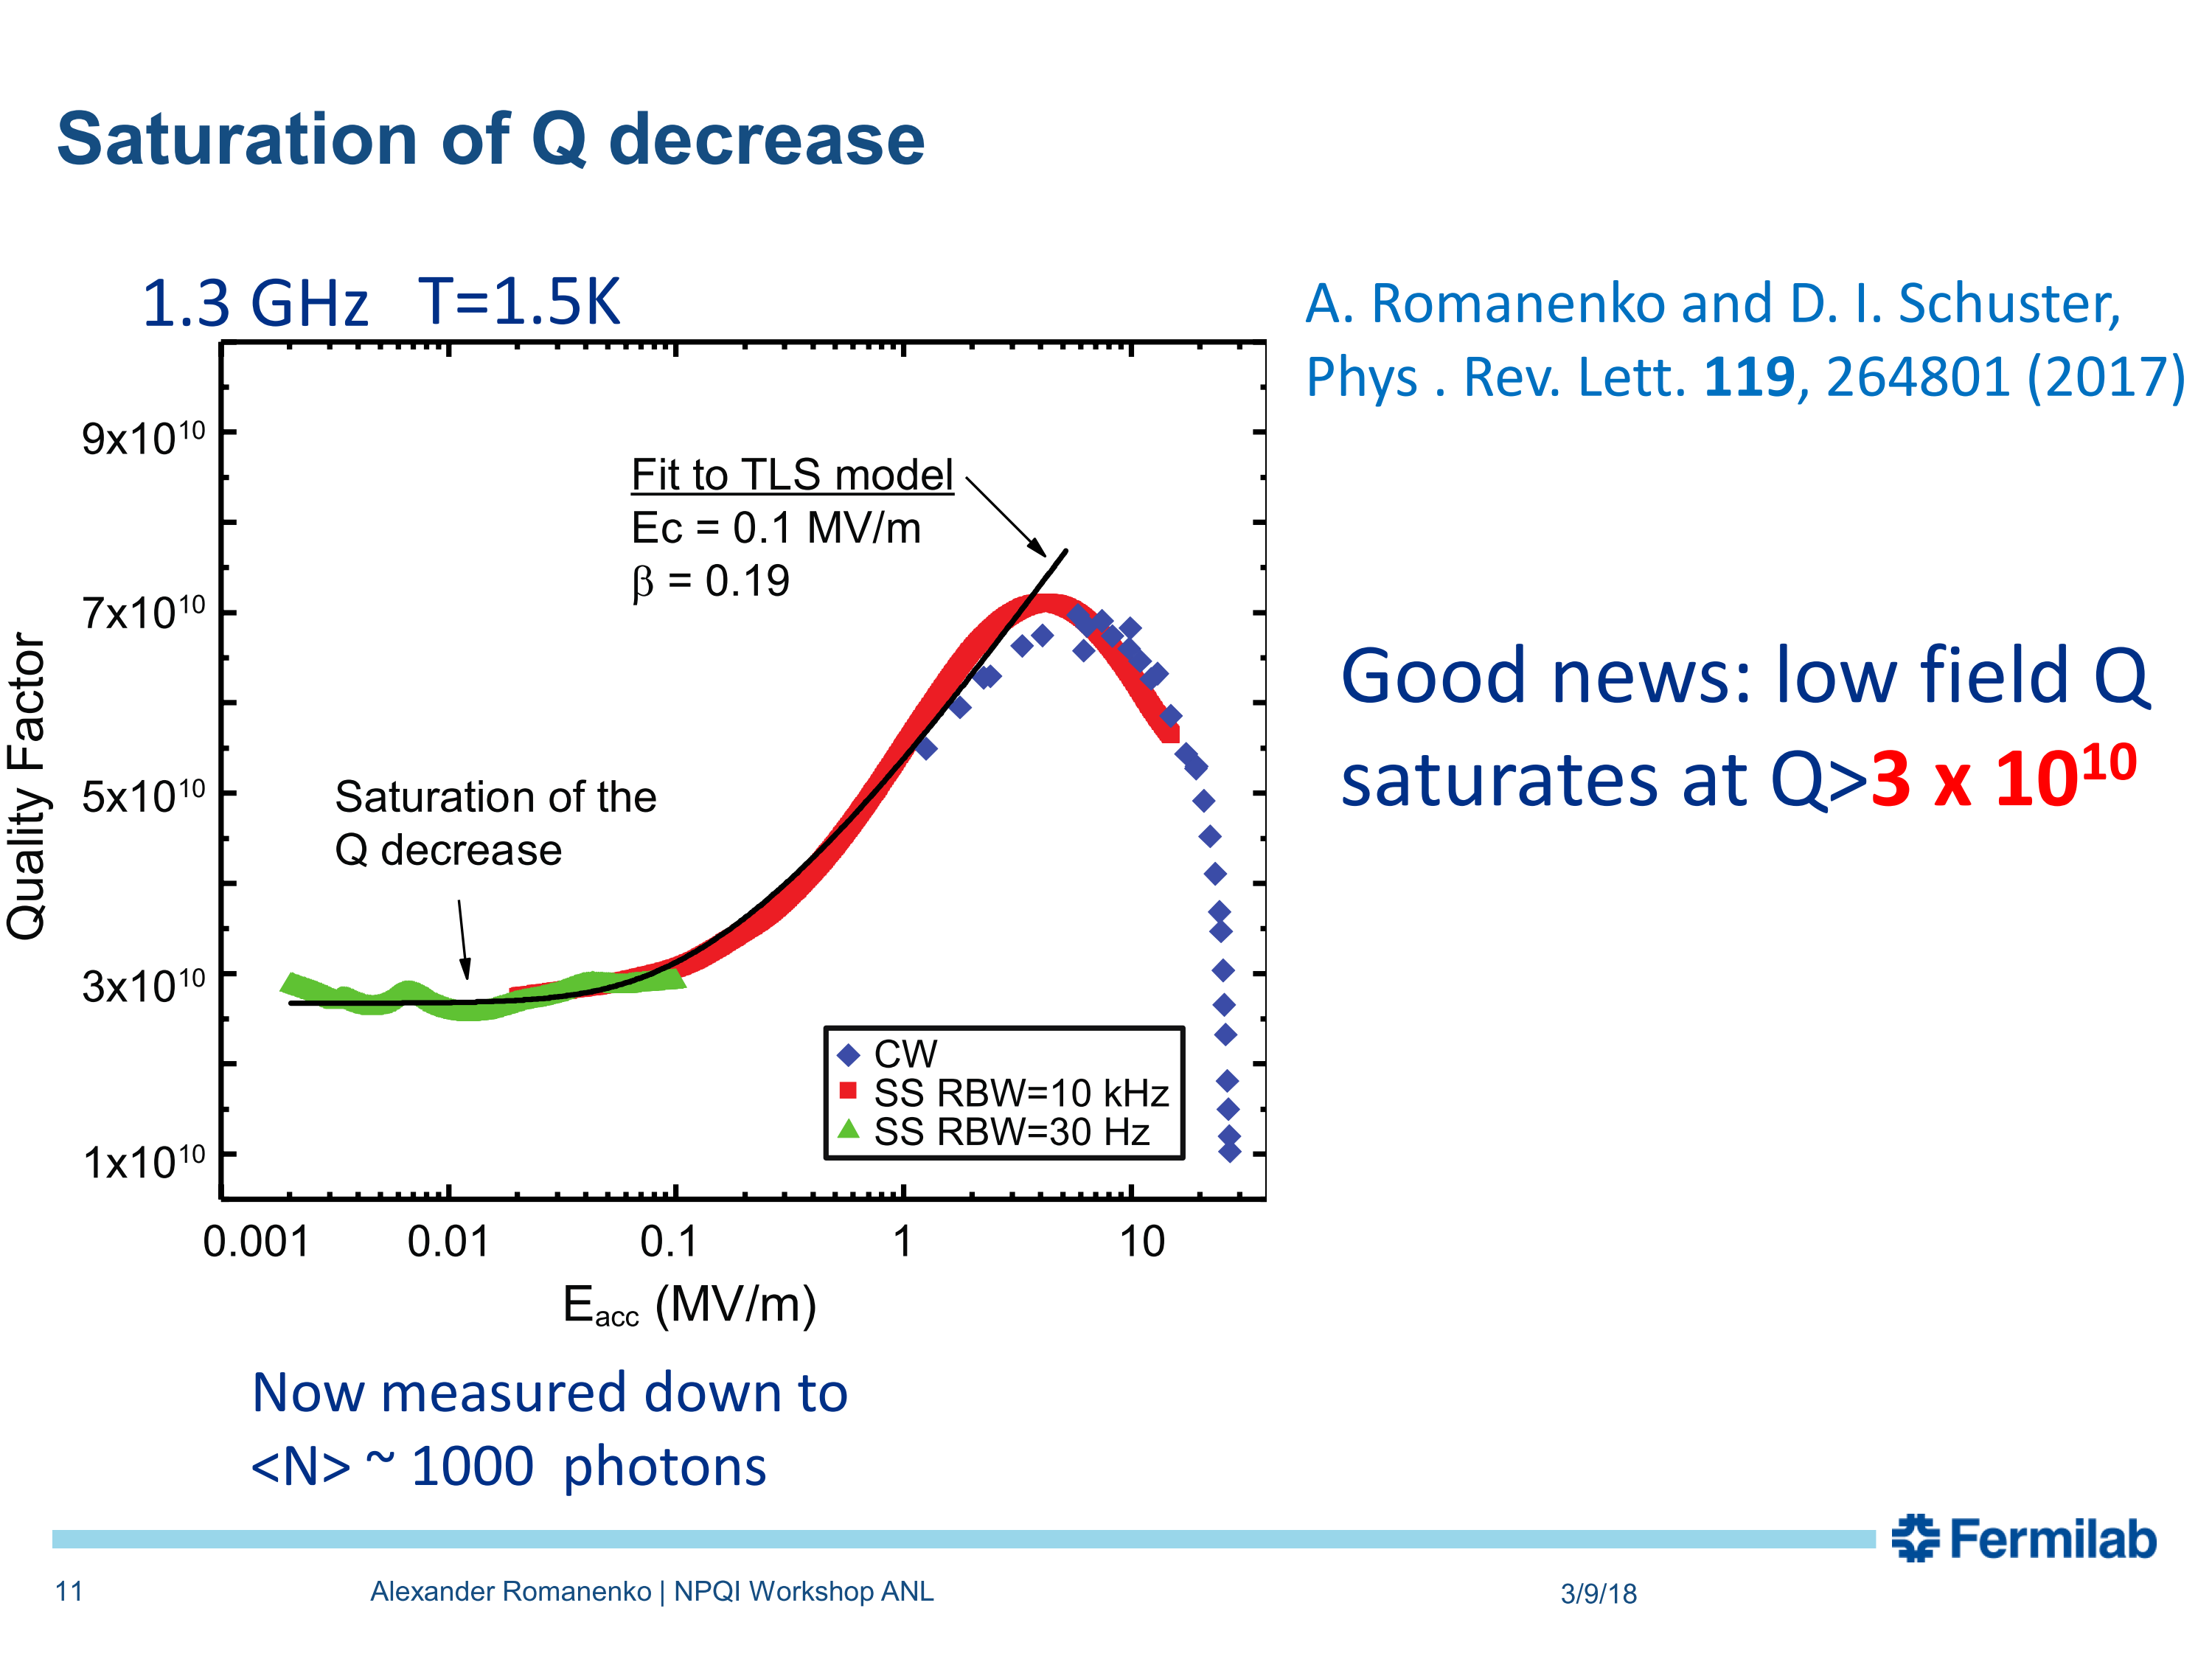 Saturation of Q decrease
1.3 GHz T=1.5K
A. Romanenko and D. I. Schuster,
Phys . Rev. Lett. 119, 264801 (2017)
9x10¹⁰
7x10¹⁰
5x10¹⁰
3x10¹⁰
1x10¹⁰
Quality Factor
Fit to TLS model
Ec = 0.1 MV/m
β = 0.19
Saturation of the
Q decrease
CW
SS RBW=10 kHz
SS RBW=30 Hz
0.001 0.01 0.1 1 10
Eacc (MV/m)
Good news: low field Q
saturates at Q>3 x 10¹⁰
Now measured down to
<N> ~ 1000 photons
Fermilab
11 Alexander Romanenko | NPQI Workshop ANL 3/9/18